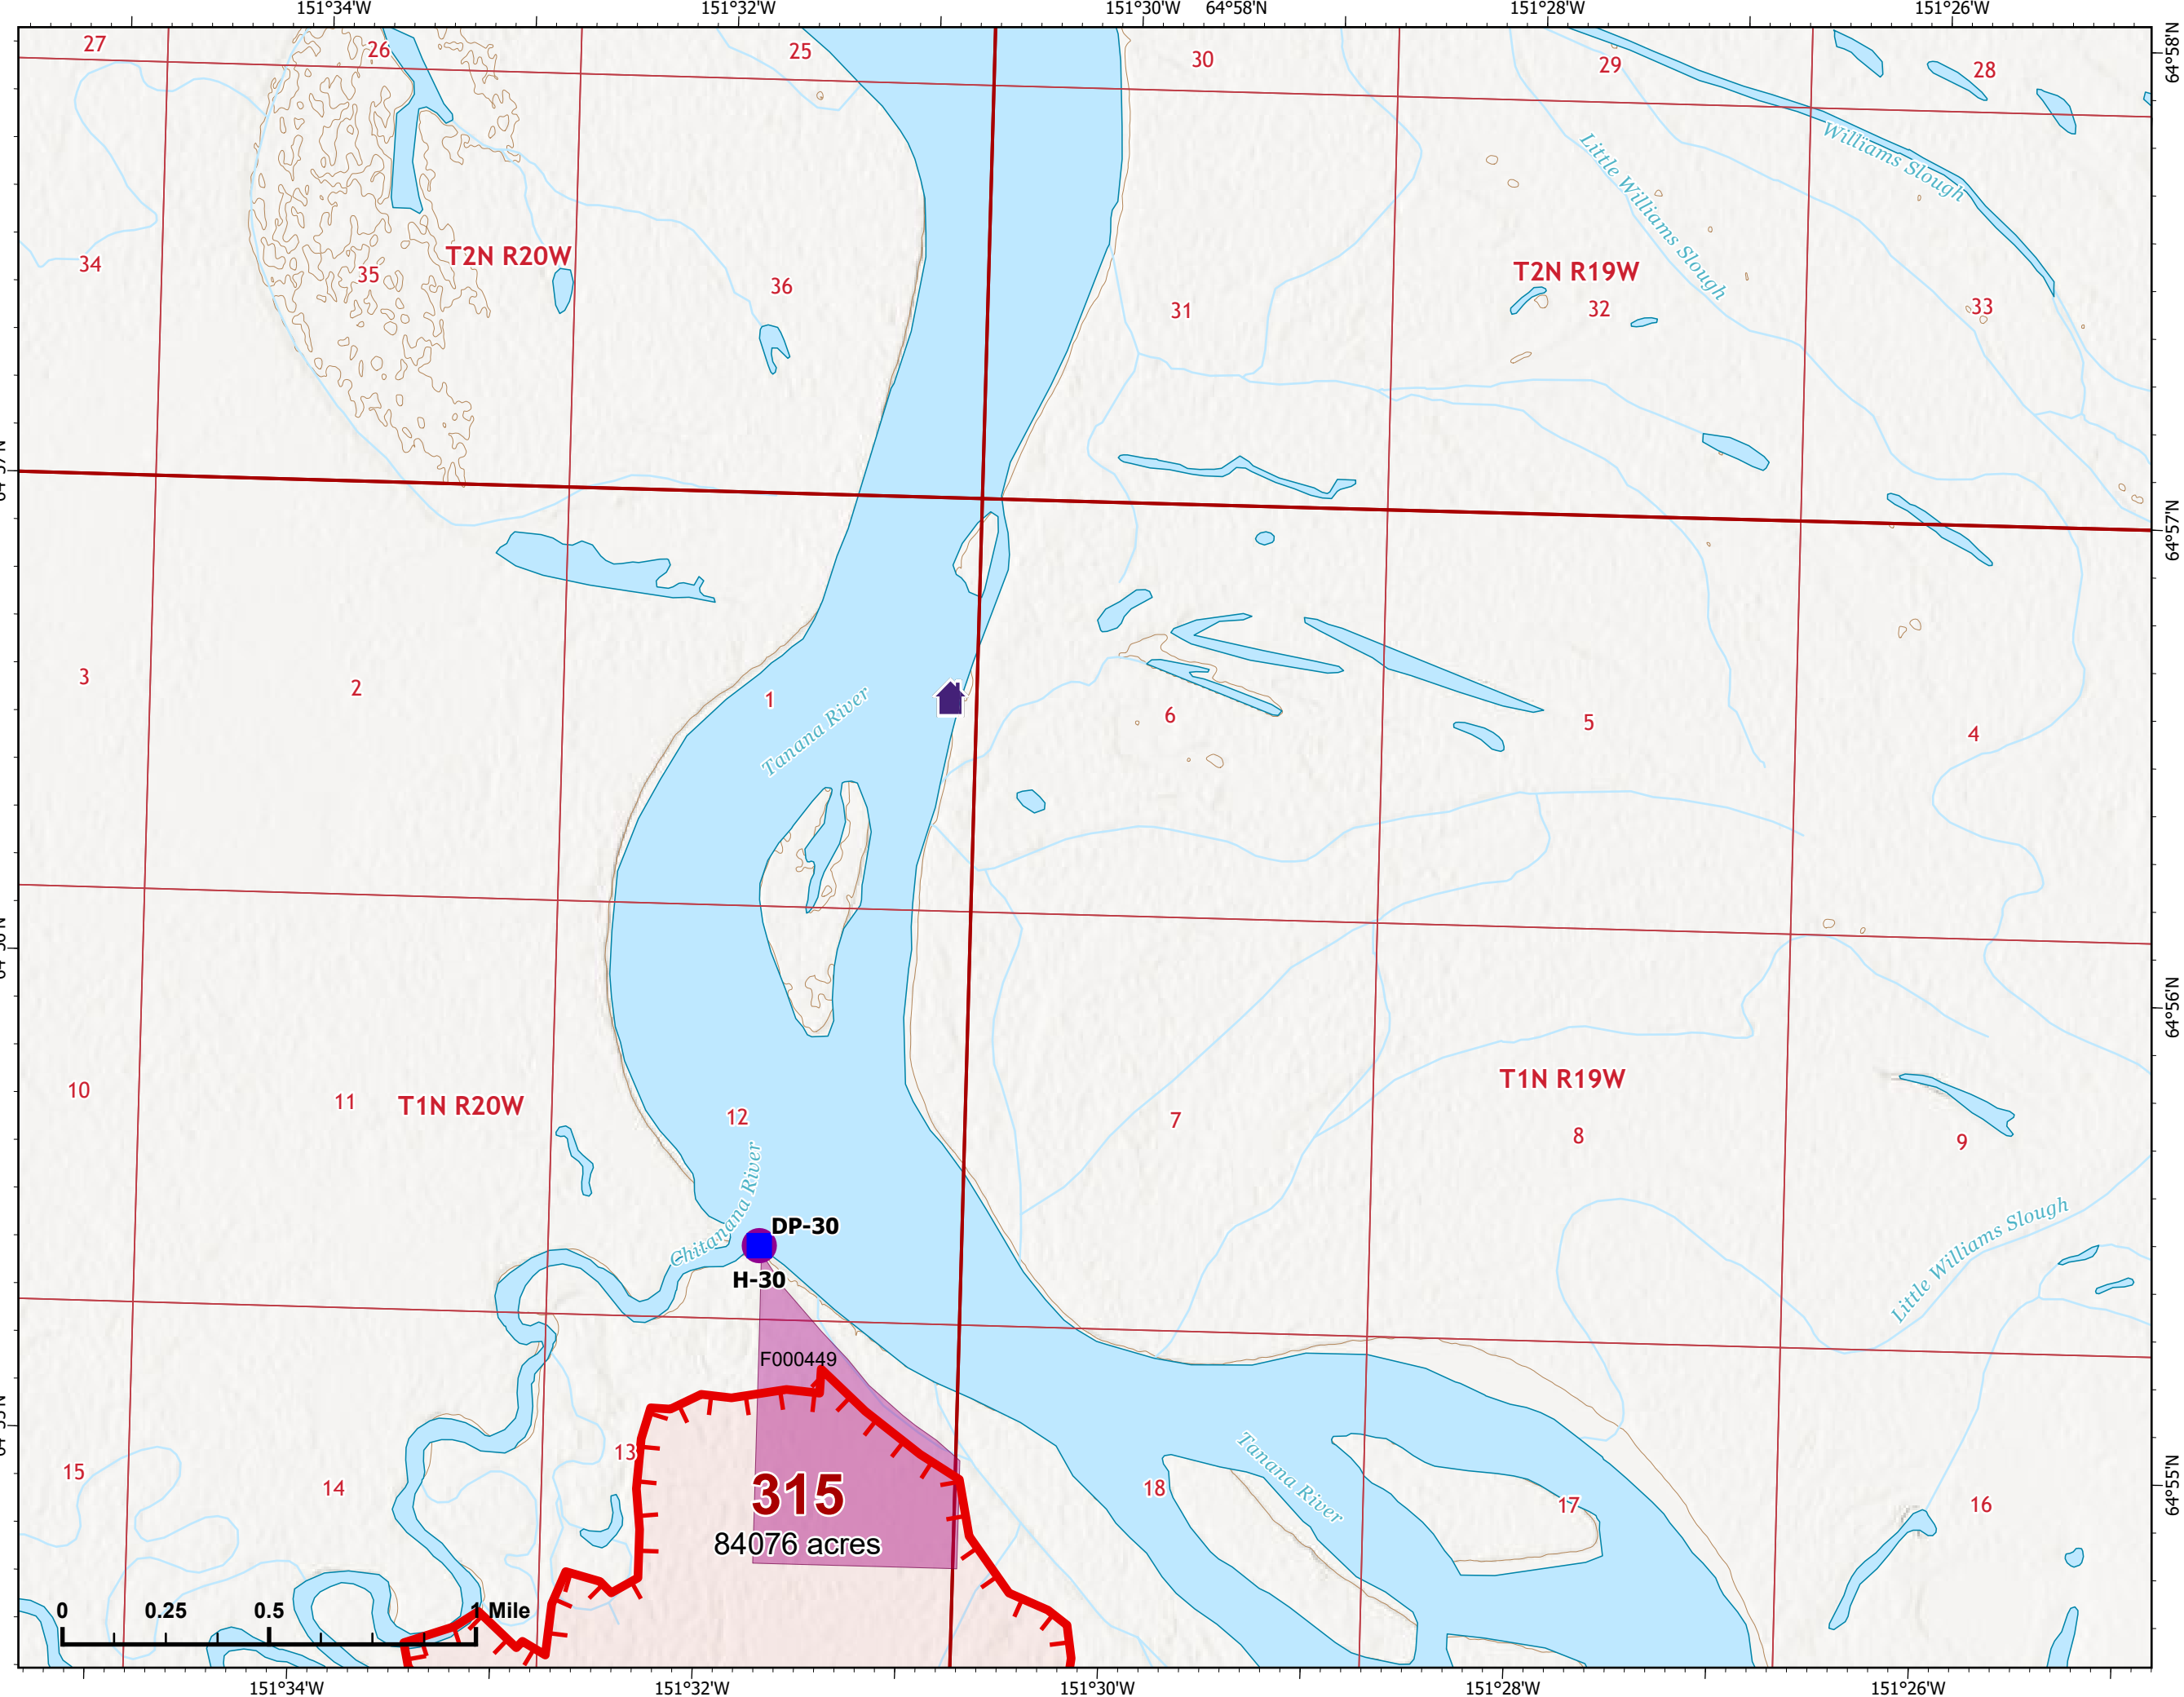 151°34'W 151°32'W 151°30'W 64°58'N 151°28'W 151°26'W
27 26 25 30 29 28
64°58'N
Williams Slough
Little Williams Slough
34 35 T2N R20W 36 31 T2N R19W 32 33
64°57'N
3 2 1 6 5 4
Tanana River
64°56'N
10 11 T1N R20W 12 7 T1N R19W 8 9
Chitanana River
DP-30
H-30
Little Williams Slough
F000449
13
15 14 18 17 16
Tanana River
64°55'N
315
84076 acres
0 0.25 0.5 1 Mile
151°34'W 151°32'W 151°30'W 151°28'W 151°26'W